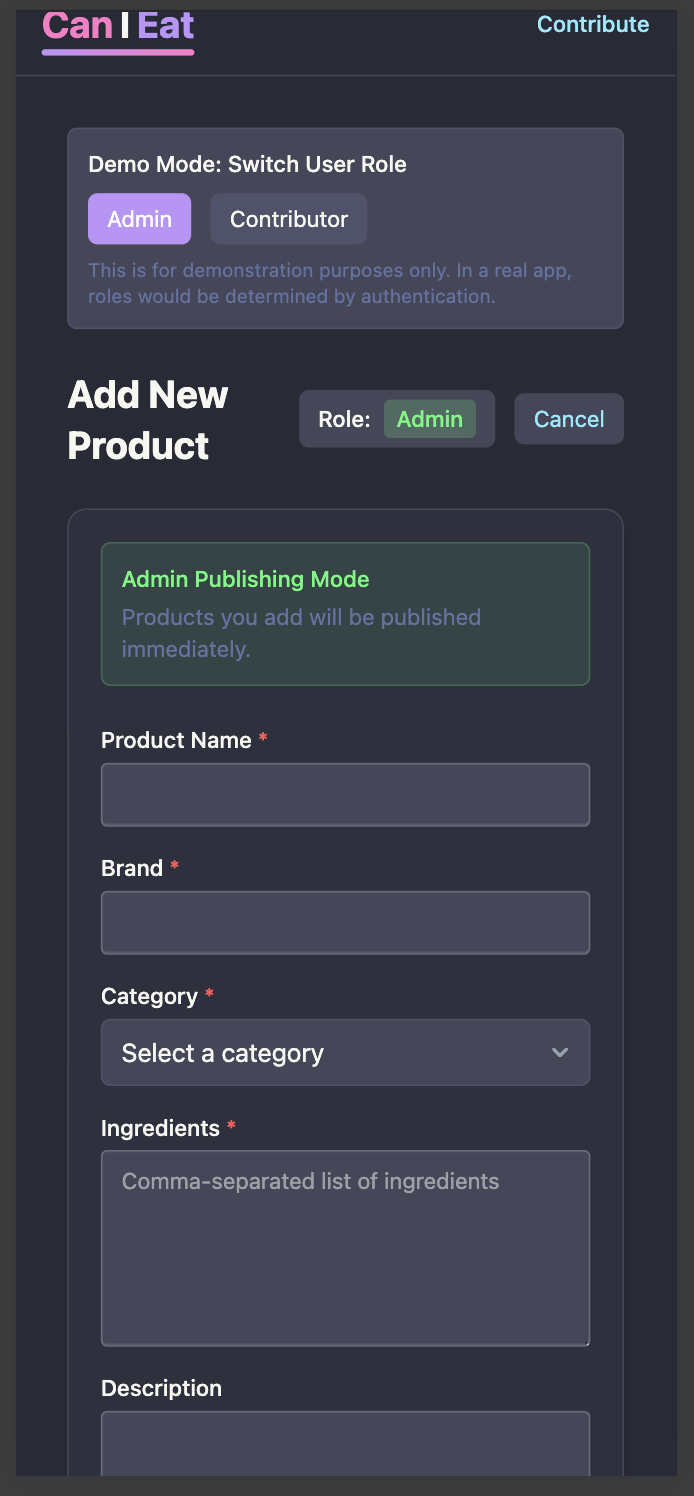 CanIEat
Contribute
Demo Mode: Switch User Role
Admin
Contributor
This is for demonstration purposes only. In a real app,
roles would be determined by authentication.
Add New
Product
Role: Admin
Cancel
Admin Publishing Mode
Products you add will be published
immediately.
Product Name *
Brand *
Category *
Select a category
Ingredients *
Comma-separated list of ingredients
Description